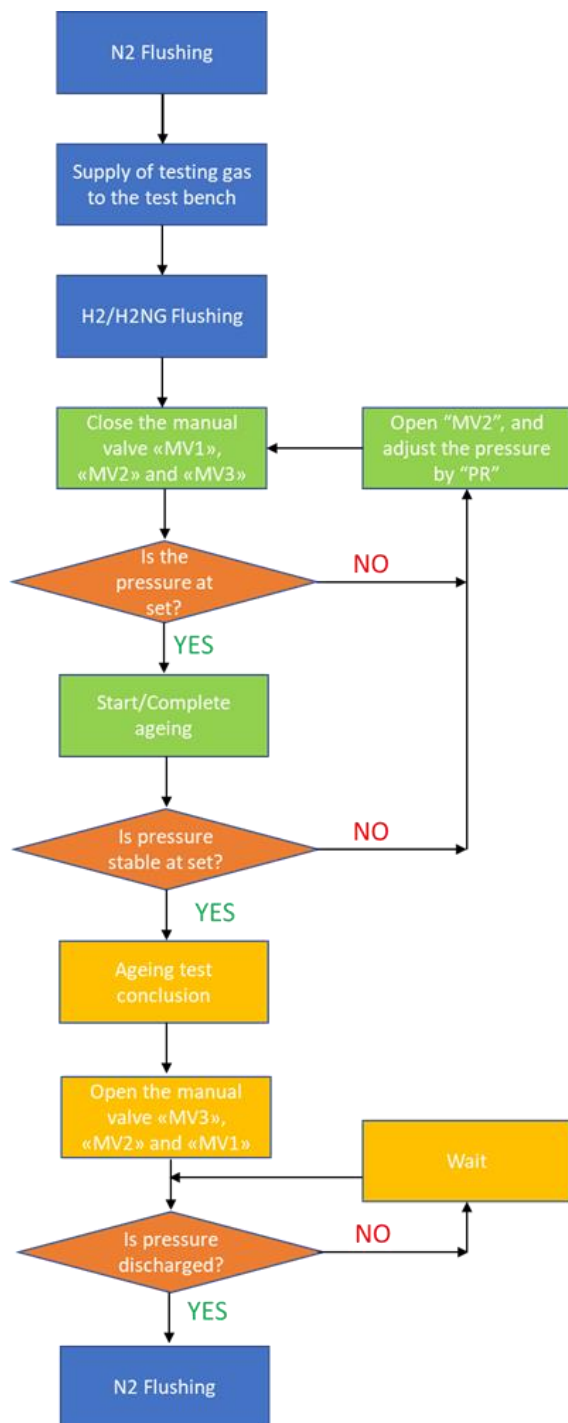 N2 Flushing
Supply of testing gas
to the test bench
H2/H2NG Flushing
Close the manual
valve «MV1»,
«MV2» and «MV3»
Open “MV2”, and
adjust the pressure
by “PR”
Is the
pressure at
set?
NO
YES
Start/Complete
ageing
Is pressure
stable at set?
NO
YES
Ageing test
conclusion
Open the manual
valve «MV3»,
«MV2» and «MV1»
Wait
Is pressure
discharged?
NO
YES
N2 Flushing